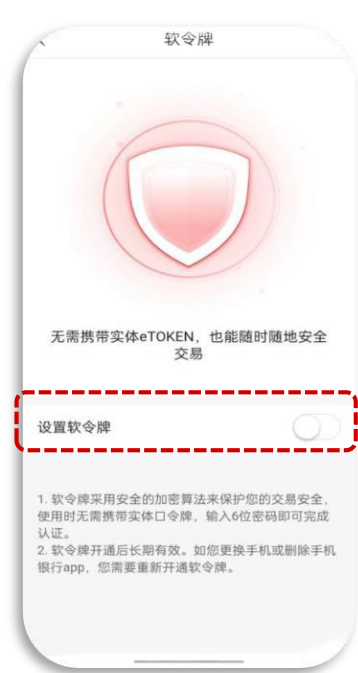 软令牌
无需携带实体eTOKEN，也能随时随地安全
交易
设置软令牌
1. 软令牌采用安全的加密算法来保护您的交易安全，
使用时无需携带实体口令牌，输入6位密码即可完成
认证。
2. 软令牌开通后长期有效。如您更换手机或删除手机
银行app，您需要重新开通软令牌。